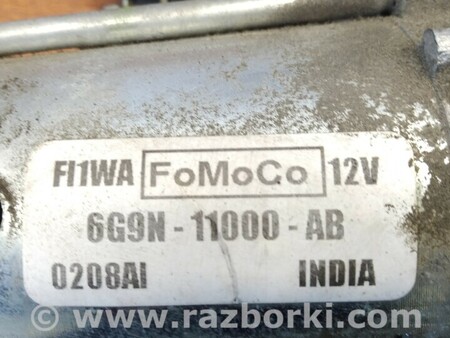 FI1WA FoMoCo 12V
6G9N - 11000 - AB
0208AI INDIA
www.razborki.com